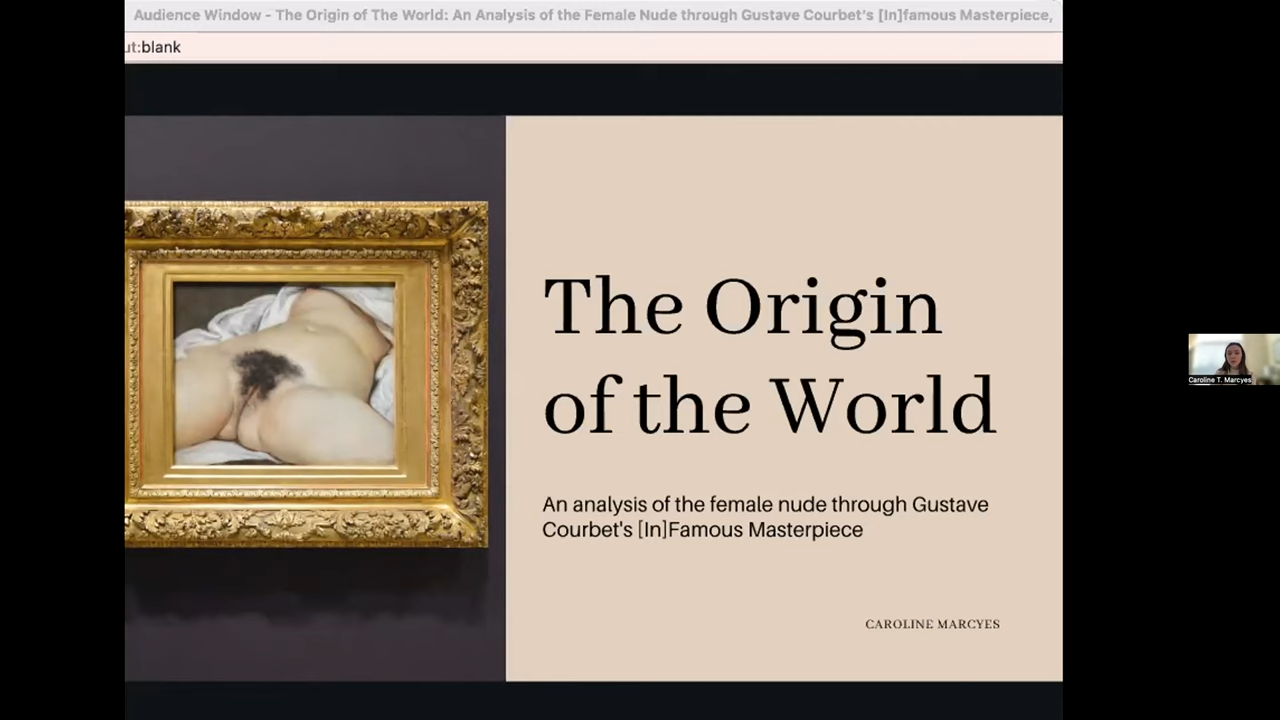 Audience Window - The Origin of The World: An Analysis of the Female Nude through Gustave Courbet's [In]famous Masterpiece,
ut:blank
The Origin
of the World
An analysis of the female nude through Gustave
Courbet's [In]Famous Masterpiece
CAROLINE MARCYES
Caroline T. Marcyes